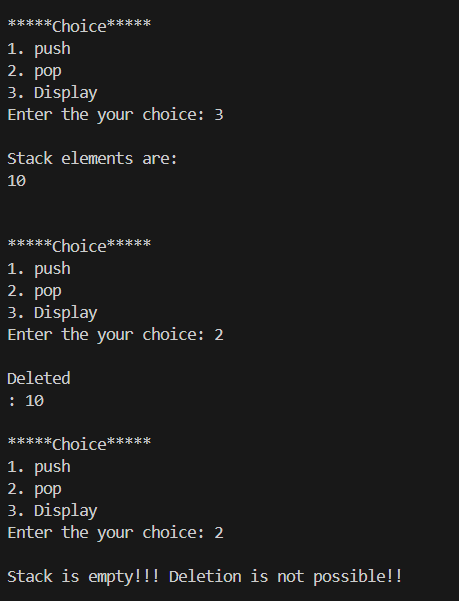 *****Choice*****
1. push
2. pop
3. Display
Enter the your choice: 3
Stack elements are:
10
*****Choice*****
1. push
2. pop
3. Display
Enter the your choice: 2
Deleted
: 10
*****Choice*****
1. push
2. pop
3. Display
Enter the your choice: 2
Stack is empty!!! Deletion is not possible!!